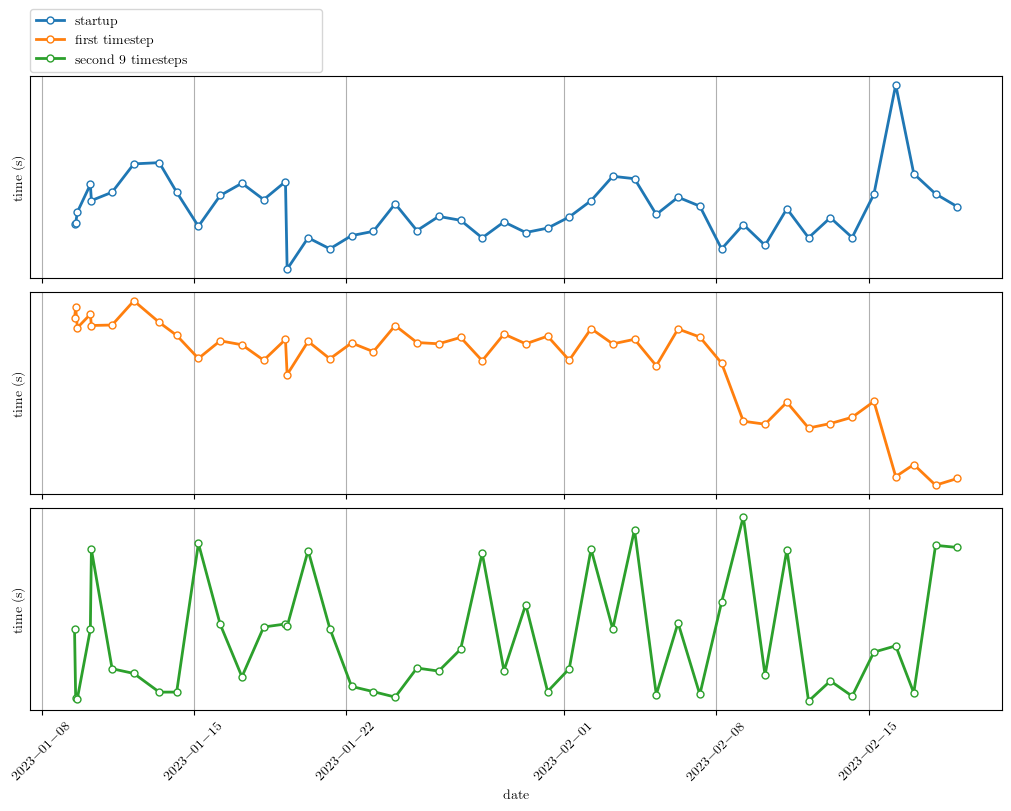 startup
first timestep
second 9 timesteps
time (s)
time (s)
time (s)
2023−01−08
2023−01−15
2023−01−22
2023−02−01
2023−02−08
2023−02−15
date